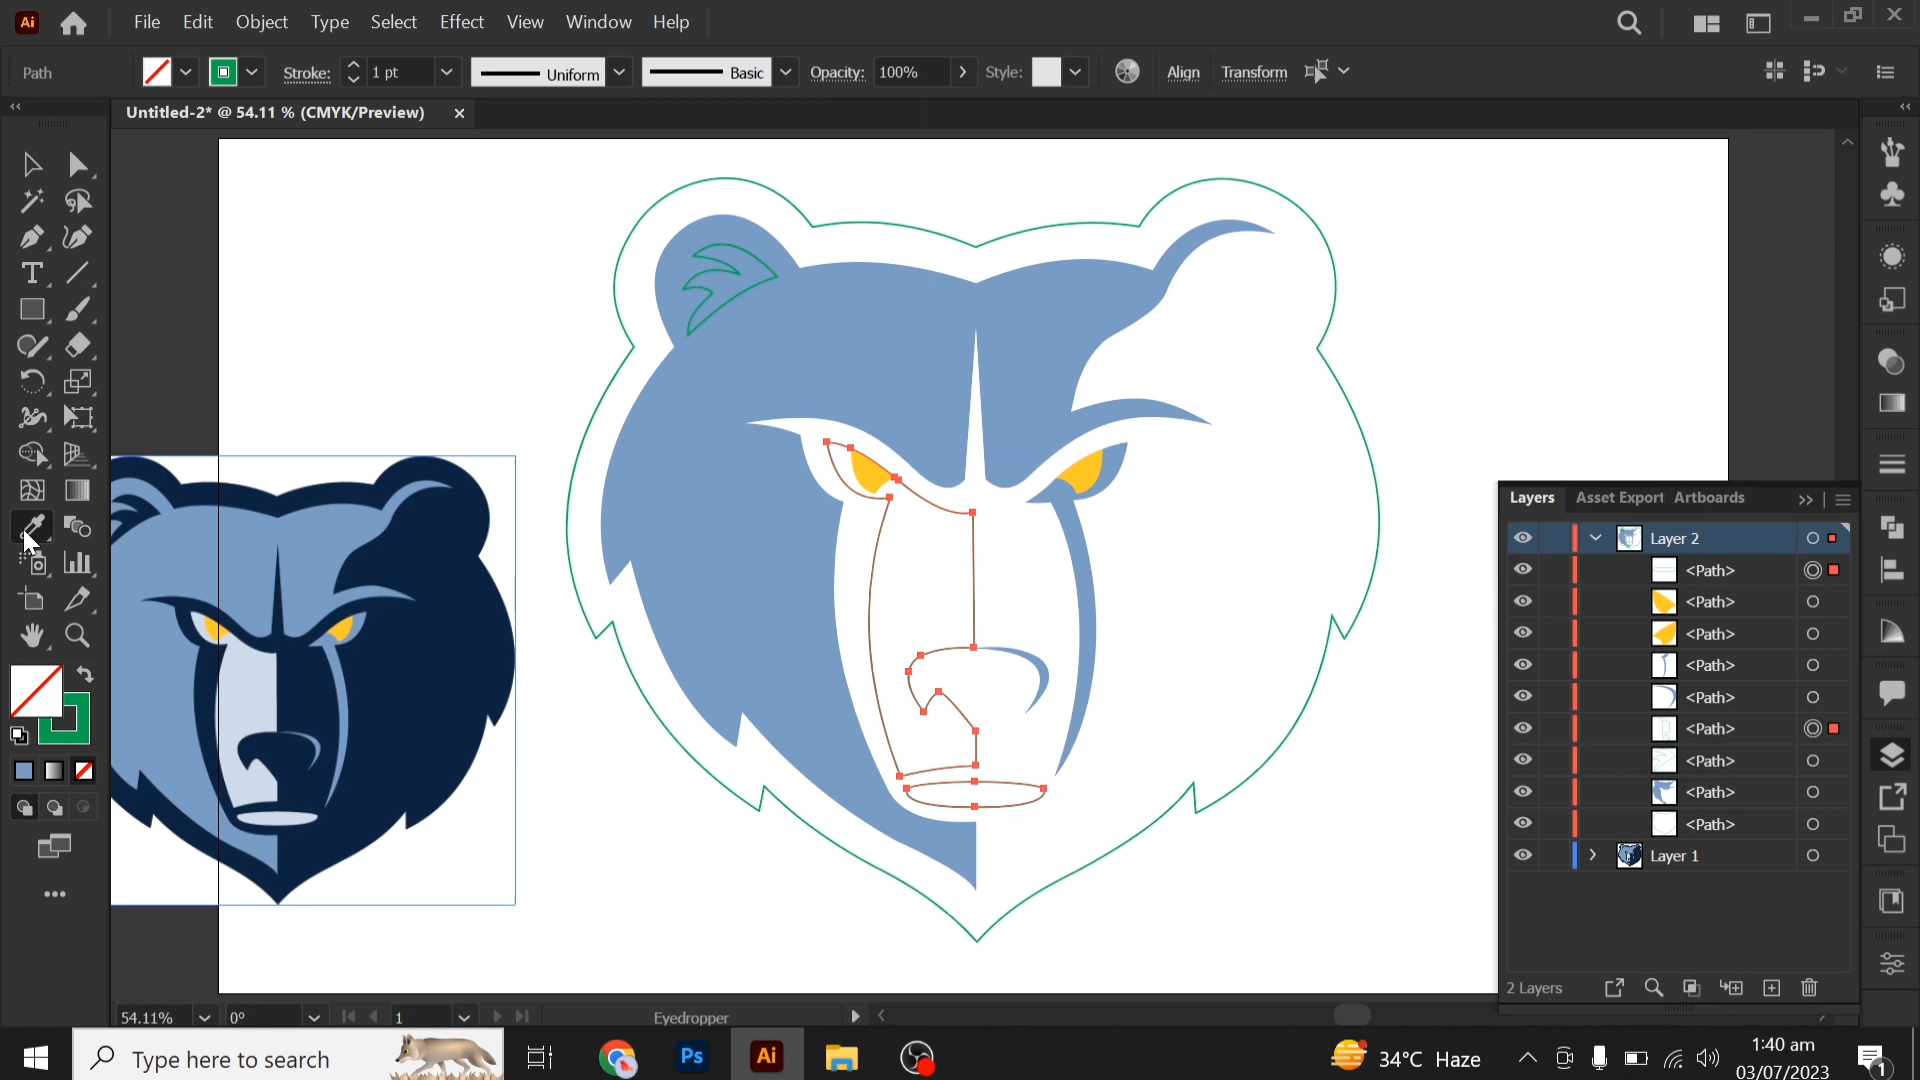 Ai File Edit Object Type Select Effect View Window Help
Path Stroke: 1 pt Uniform Basic Opacity: 100% Style: Align Transform
Untitled-2* @ 54.11 % (CMYK/Preview)
Layers Asset Export Artboards
Layer 2
<Path>
<Path>
<Path>
<Path>
<Path>
<Path>
<Path>
<Path>
<Path>
Layer 1
2 Layers
54.11% 0° 1 Eyedropper
Type here to search Ps Ai 34°C Haze 1:40 am
03/07/2023 1